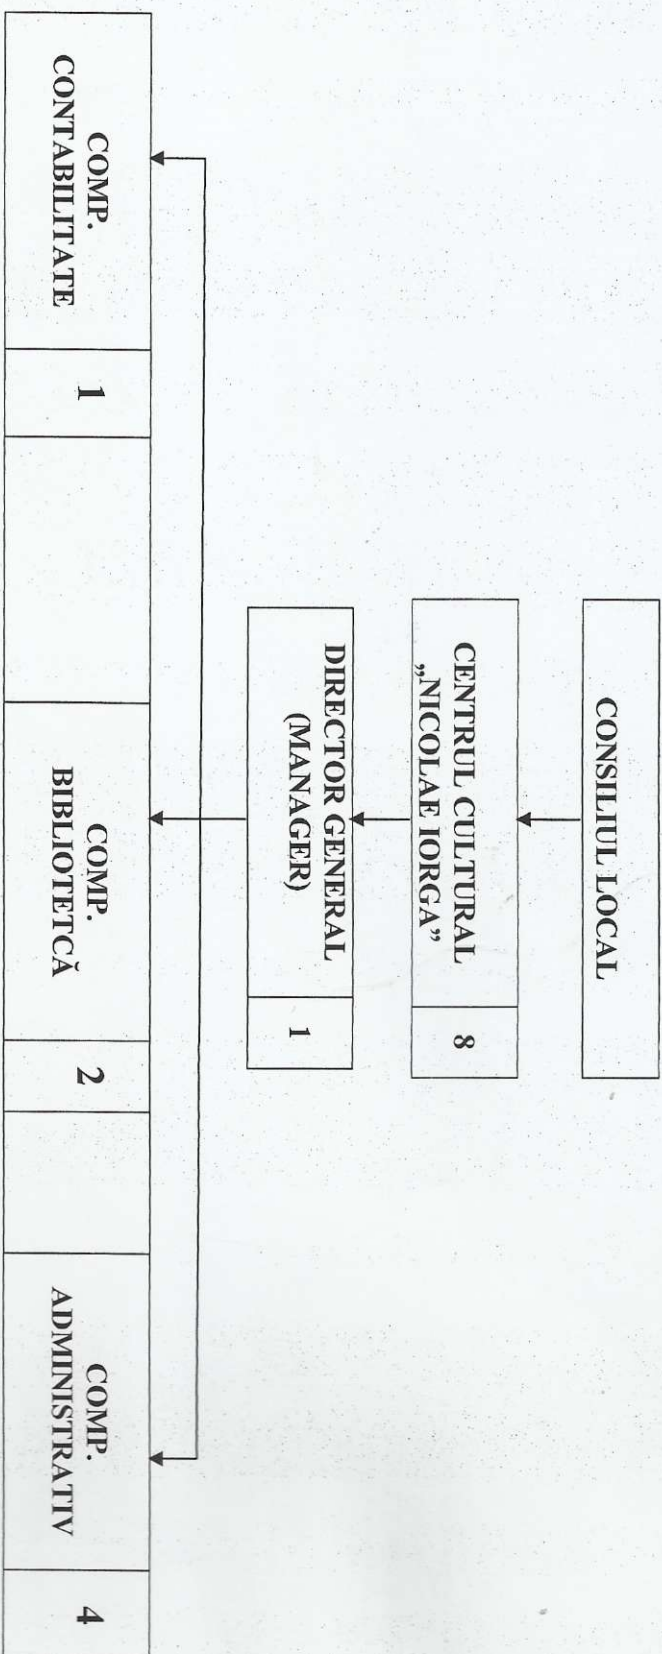 CONSILIUL LOCAL
CENTRUL CULTURAL
„NICOLAE IORGA”
8
DIRECTOR GENERAL
(MANAGER)
1
COMP.
CONTABILITATE
1
COMP.
BIBLIOTETCĂ
2
COMP.
ADMINISTRATIV
4